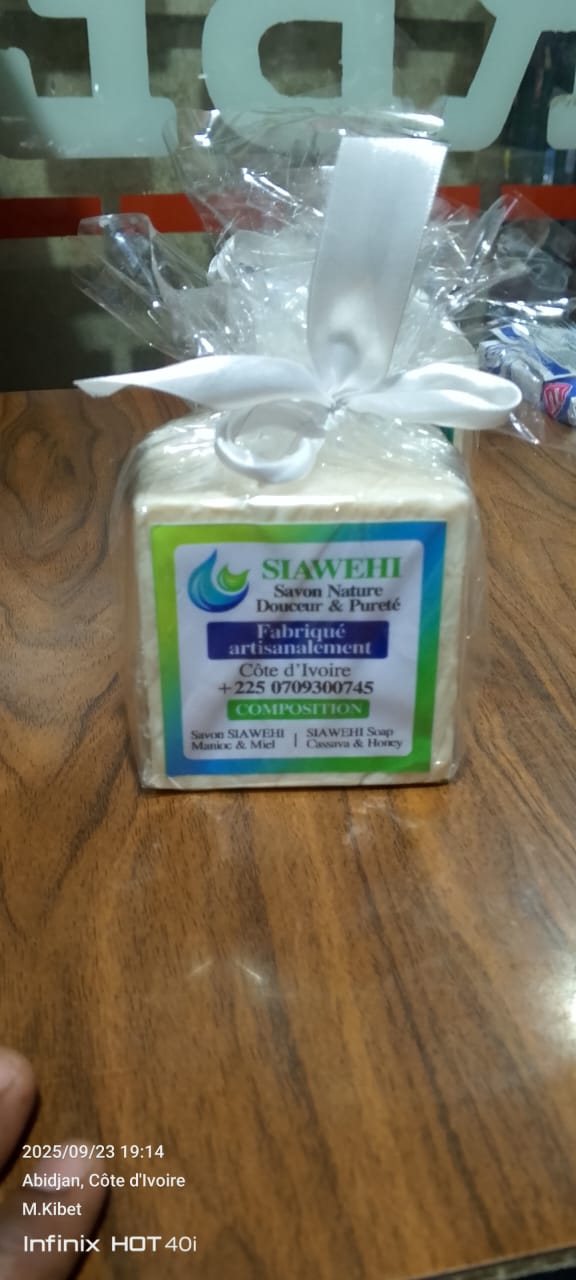 SIAWEHI
Savon Nature
Douceur & Pureté
Fabriqué
artisanalement
Côte d'Ivoire
+225 0709300745
COMPOSITION
Savon SIAWEHI | SIAWEHI Soap
Manioc & Miel | Cassava & Honey
2025/09/23 19:14
Abidjan, Côte d'Ivoire
M.Kibet
Infinix HOT 40i